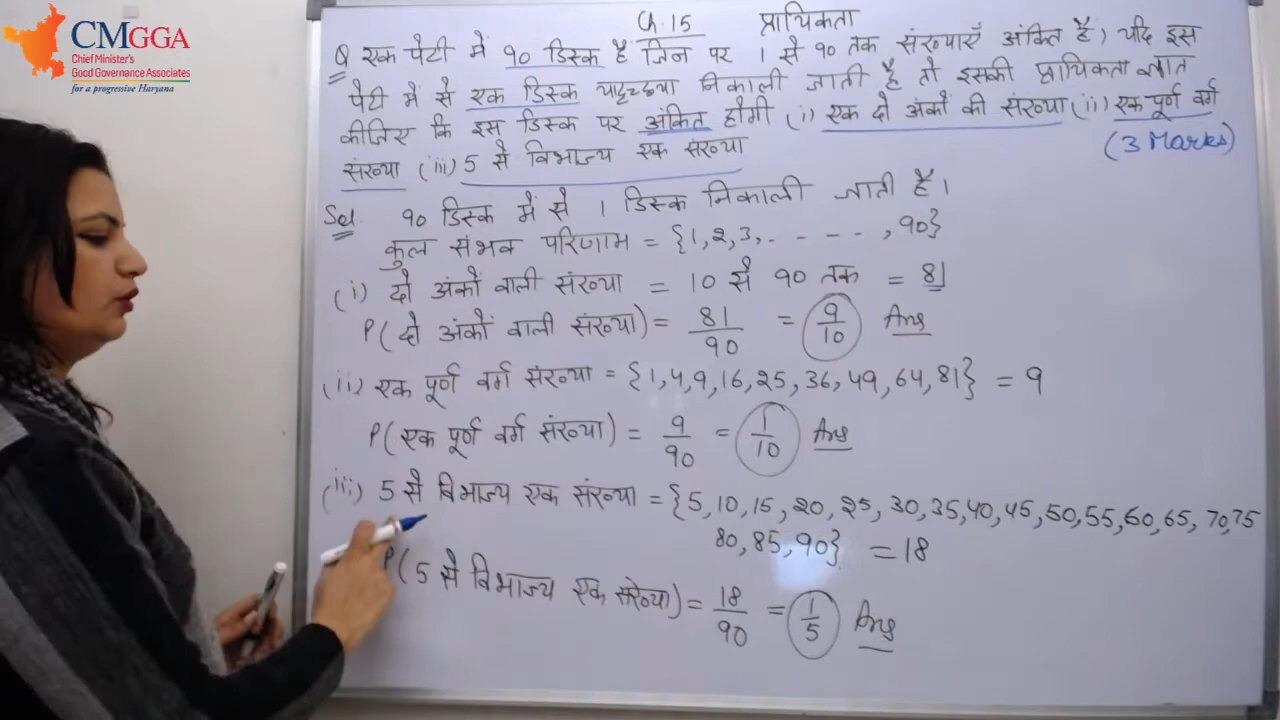 CMGGA
Chief Minister's
Good Governance Associates
for a progressive Haryana
Ch.15 प्रायिकता
Q एक पेटी में 90 डिस्क है जिन पर 1 से 90 तक संख्याएँ अंकित है। यदि इस
पेटी में से एक डिस्क यादृच्छया निकाली जाती है तो इसकी प्रायिकता ज्ञात
कीजिए कि इस डिस्क पर अंकित होगी (i) एक दो अंकों की संख्या (ii) एक पूर्ण वर्ग
संख्या (iii) 5 से विभाज्य एक संख्या (3 Marks)
Sol. 90 डिस्क में से 1 डिस्क निकाली जाती है।
कुल संभव परिणाम = {1, 2, 3, - - - - , 90}
(i) दो अंकों वाली संख्या = 10 से 90 तक = 81
P(दो अंकों वाली संख्या) = 81/90 = 9/10 Ans
(ii) एक पूर्ण वर्ग संख्या = {1,4,9,16,25,36,49,64,81} = 9
P(एक पूर्ण वर्ग संख्या) = 9/90 = 1/10 Ans
(iii) 5 से विभाज्य एक संख्या = {5,10,15,20,25,30,35,40,45,50,55,60,65,70,75
80,85,90} = 18
P(5 से विभाज्य एक संख्या) = 18/90 = 1/5 Ans